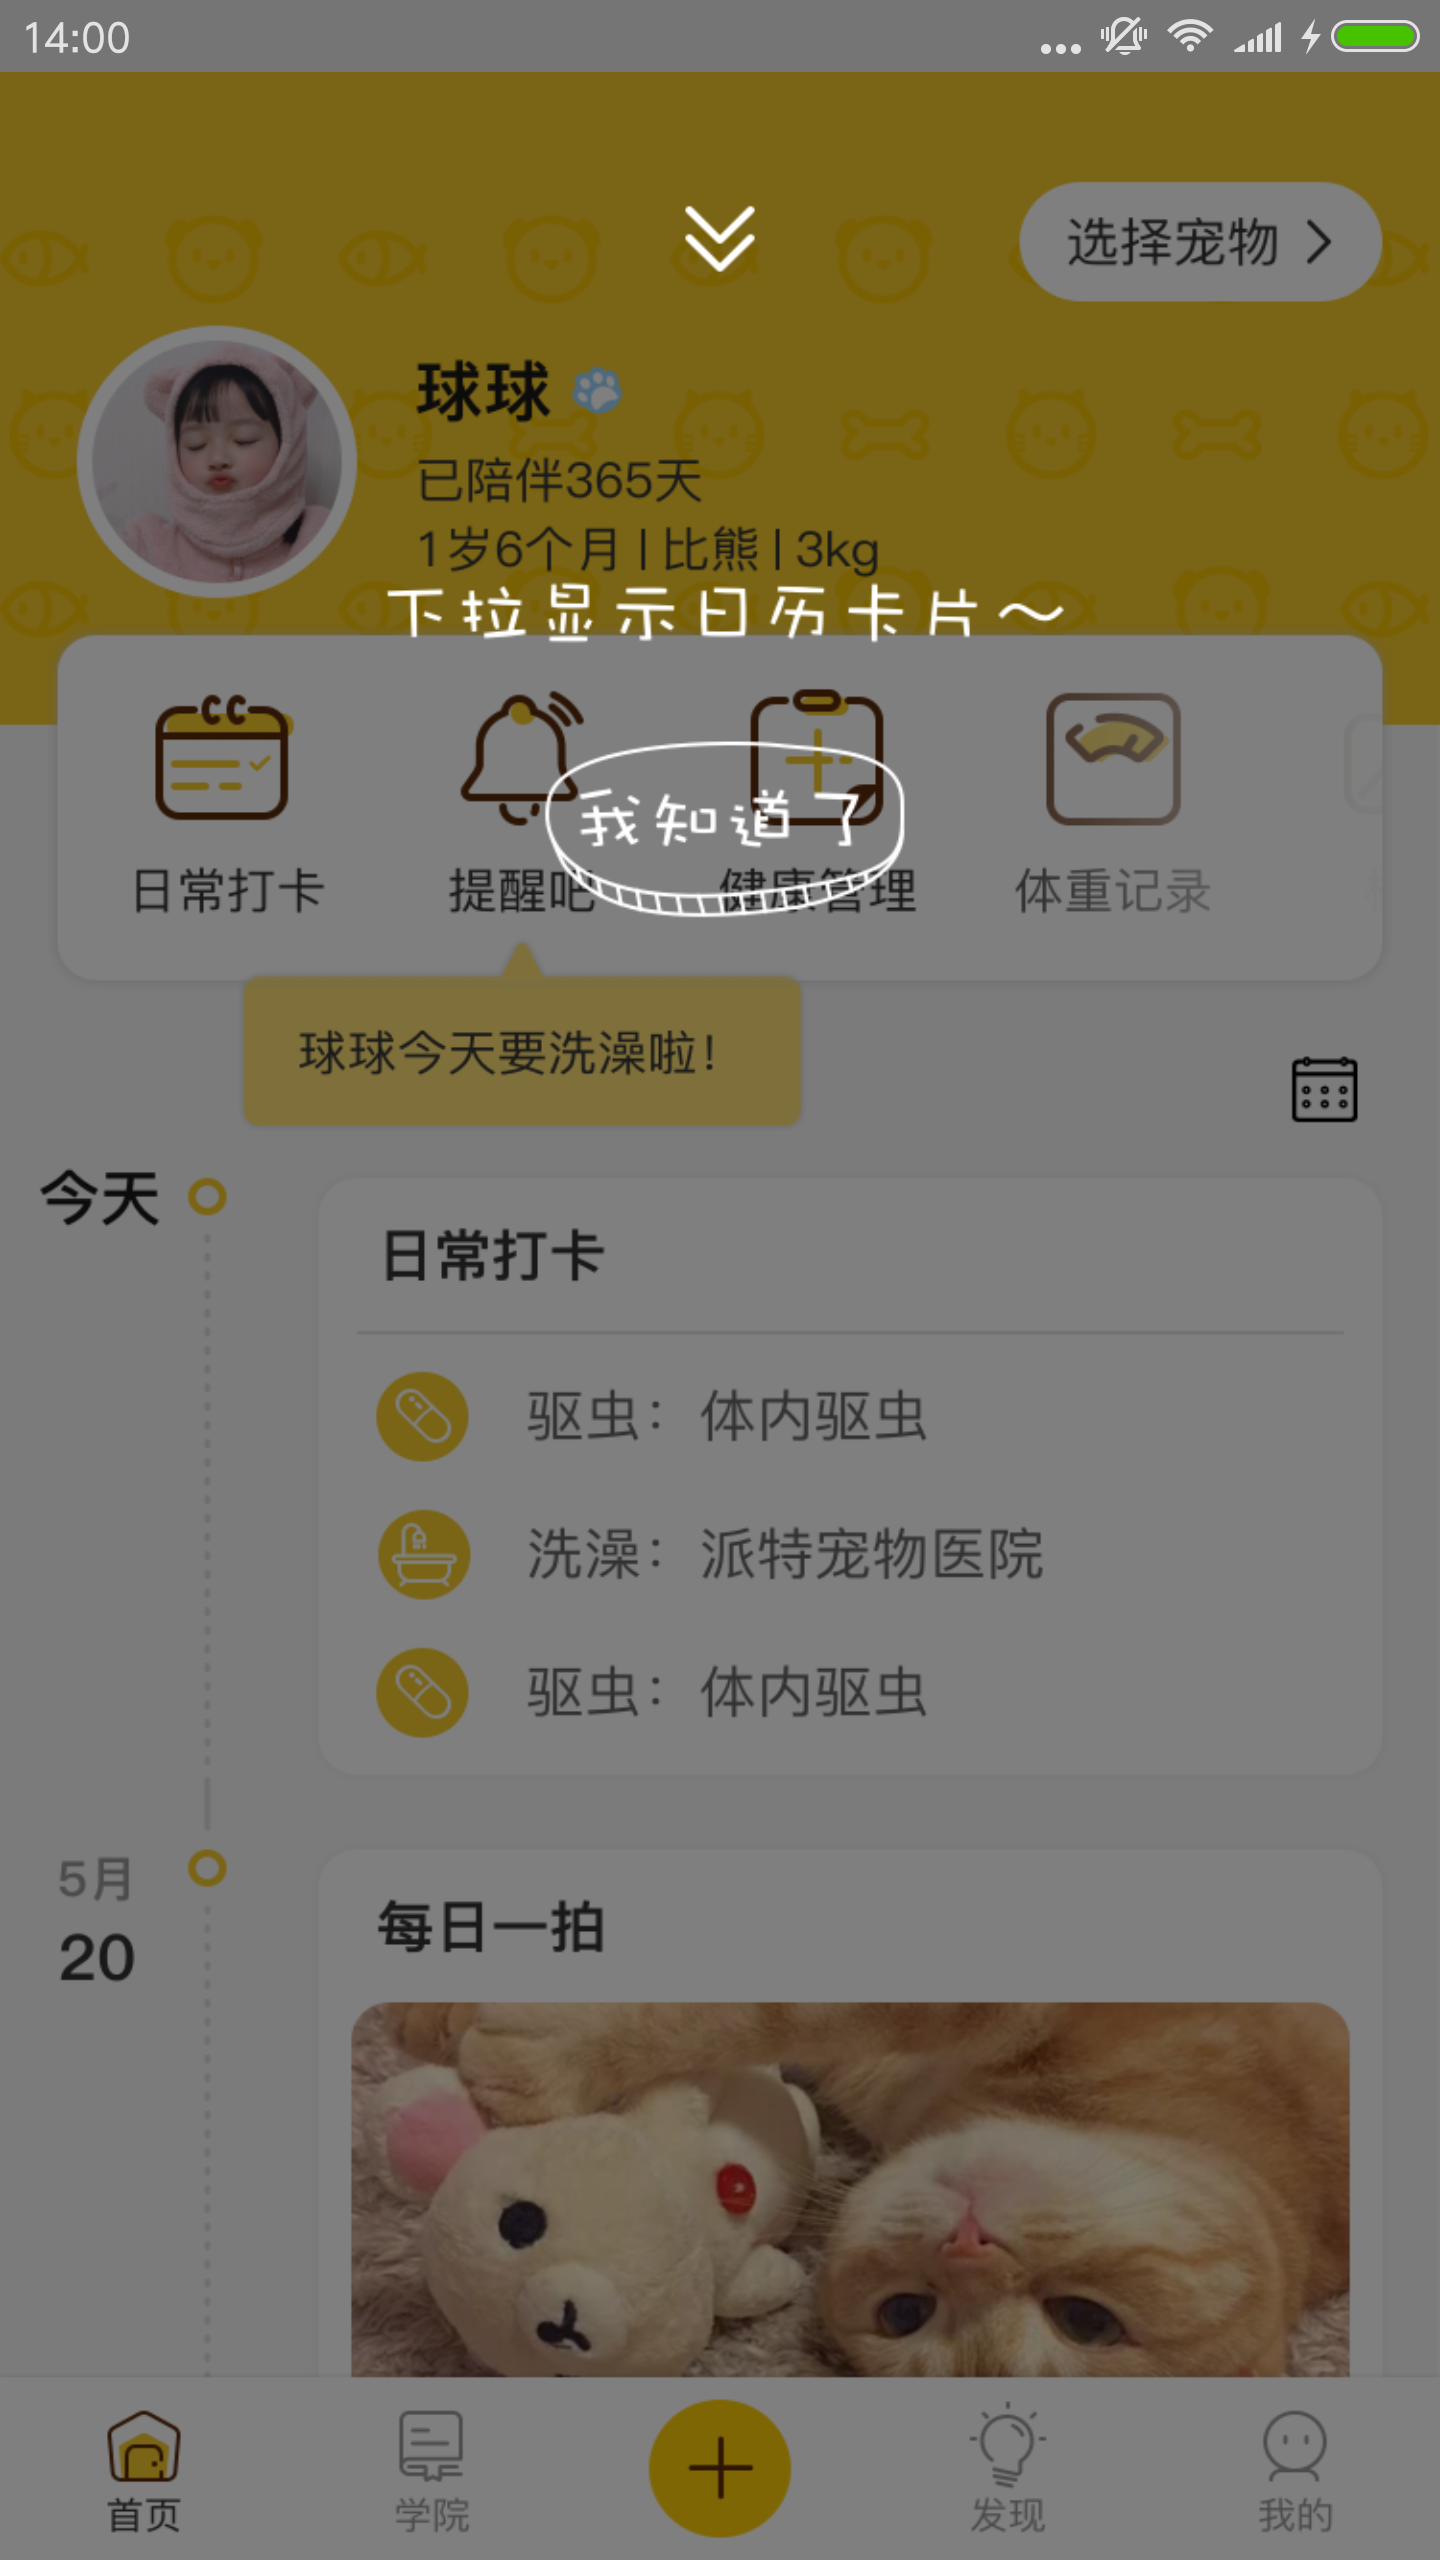 14:00
选择宠物
球球
已陪伴365天
1岁6个月 | 比熊 | 3kg
下拉显示日历卡片～
我知道了
日常打卡
提醒吧
健康管理
体重记录
球球今天要洗澡啦！
今天
日常打卡
驱虫：体内驱虫
洗澡：派特宠物医院
驱虫：体内驱虫
5月
20
每日一拍
首页
学院
发现
我的